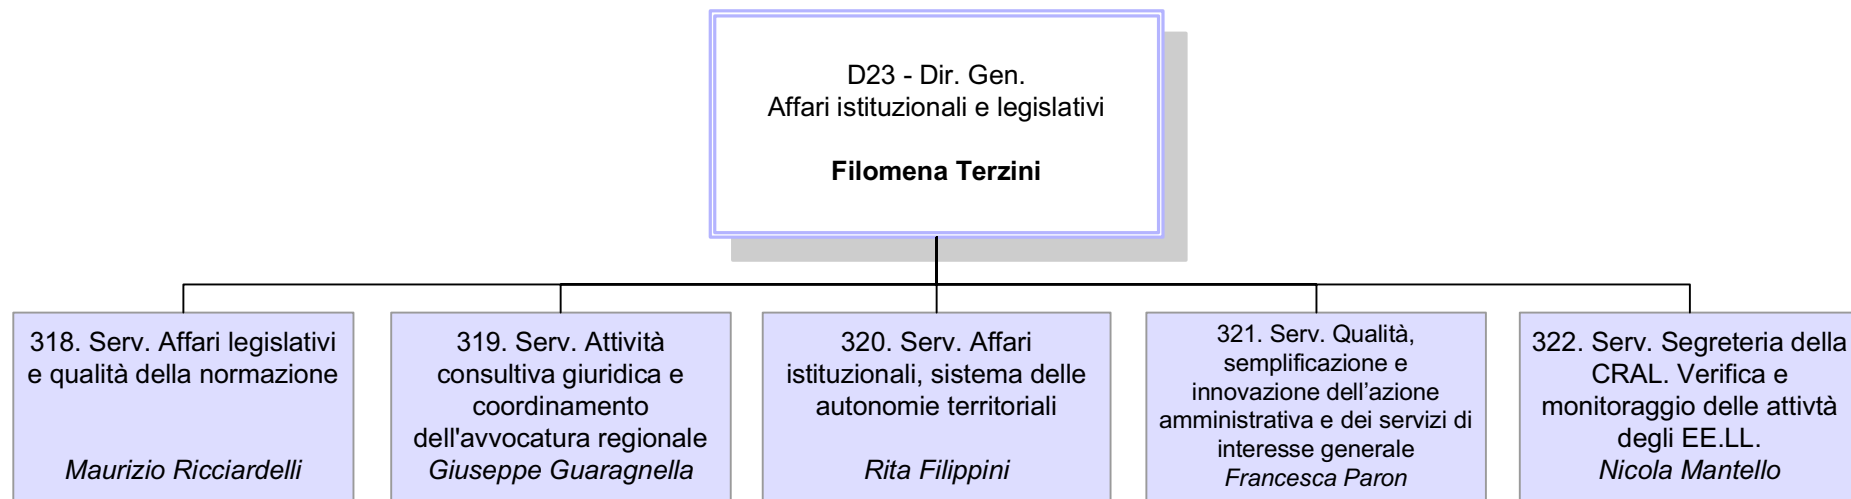 D23 - Dir. Gen.
Affari istituzionali e legislativi
Filomena Terzini
318. Serv. Affari legislativi
e qualità della normazione
Maurizio Ricciardelli
319. Serv. Attività
consultiva giuridica e
coordinamento
dell'avvocatura regionale
Giuseppe Guaragnella
320. Serv. Affari
istituzionali, sistema delle
autonomie territoriali
Rita Filippini
321. Serv. Qualità,
semplificazione e
innovazione dell’azione
amministrativa e dei servizi di
interesse generale
Francesca Paron
322. Serv. Segreteria della
CRAL. Verifica e
monitoraggio delle attivtà
degli EE.LL.
Nicola Mantello